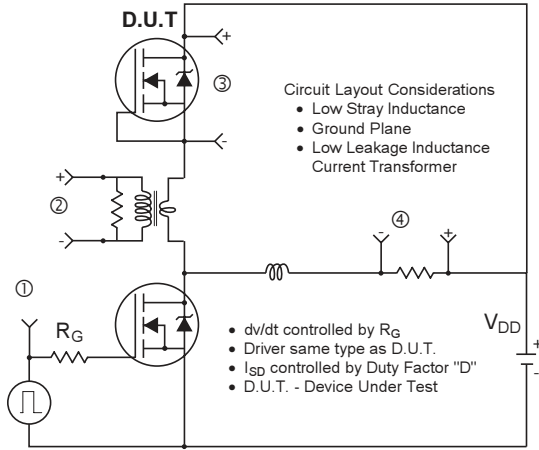 D.U.T
+
③
-
Circuit Layout Considerations
• Low Stray Inductance
• Ground Plane
• Low Leakage Inductance
Current Transformer
+
②
-
④
-
+
①
RG
VDD
+
-
• dv/dt controlled by RG
• Driver same type as D.U.T.
• ISD controlled by Duty Factor "D"
• D.U.T. - Device Under Test